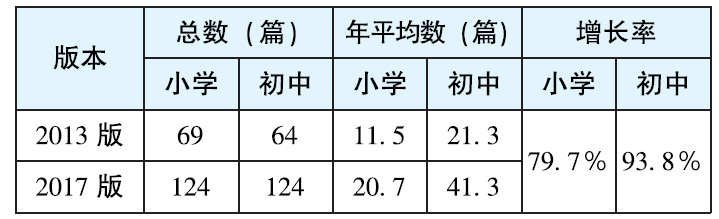 版本 总数（篇） 年平均数（篇） 增长率
小学 初中 小学 初中 小学 初中
2013 版 69 64 11.5 21.3 79.7% 93.8%
2017 版 124 124 20.7 41.3